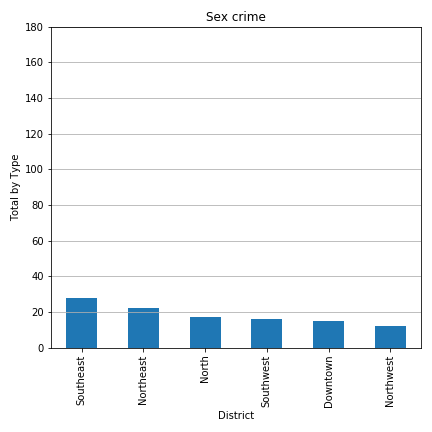 Sex crime
180
160
140
120
100
80
60
40
20
0
Total by Type
Southeast
Northeast
North
Southwest
Downtown
Northwest
District